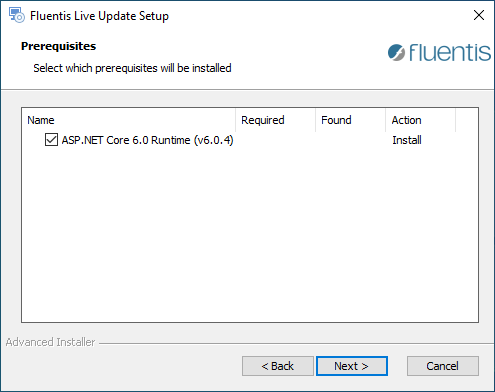 Fluentis Live Update Setup
Prerequisites
Select which prerequisites will be installed
fluentis
Name Required Found Action
ASP.NET Core 6.0 Runtime (v6.0.4) Install
Advanced Installer
< Back Next > Cancel